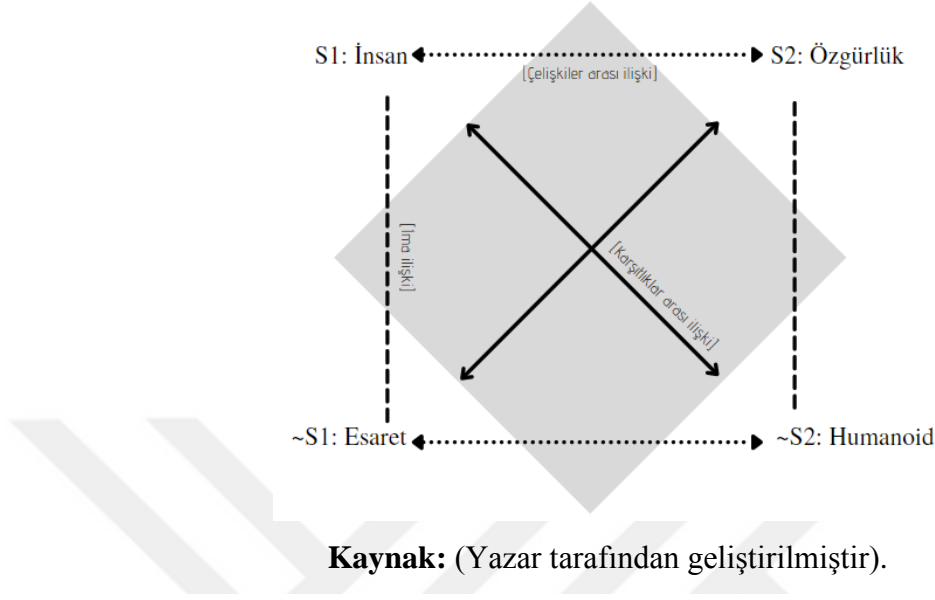 S1: İnsan
S2: Özgürlük
[Çelişkiler arası ilişki]
[İma ilişki]
[Karşıtlıklar arası ilişki]
~S1: Esaret
~S2: Humanoid
Kaynak: (Yazar tarafından geliştirilmiştir).